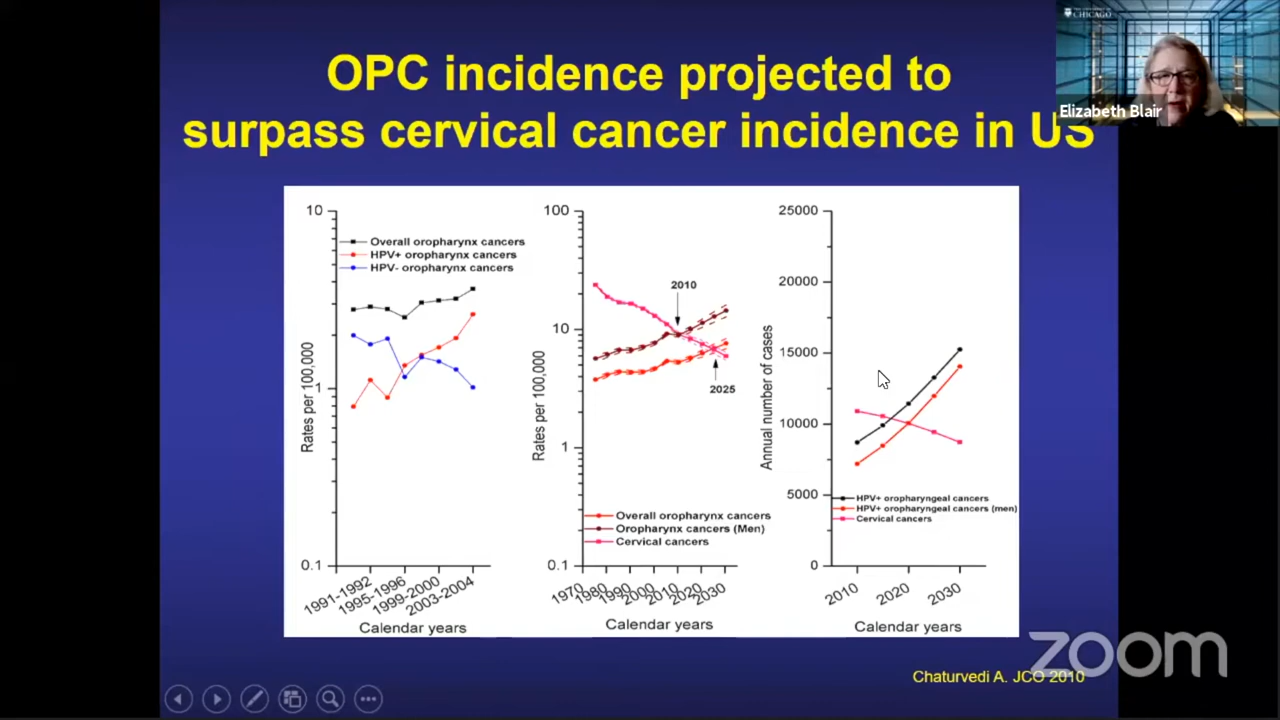 OPC incidence projected to
surpass cervical cancer incidence in US
THE UNIVERSITY OF
CHICAGO
Elizabeth Blair
10
1
0.1
Rates per 100,000
Overall oropharynx cancers
HPV+ oropharynx cancers
HPV- oropharynx cancers
1991-1992
1995-1996
1999-2000
2003-2004
Calendar years
100
10
1
0.1
Rates per 100,000
2010
2025
Overall oropharynx cancers
Oropharynx cancers (Men)
Cervical cancers
1970
1980
1990
2000
2010
2020
2030
Calendar years
25000
20000
15000
10000
5000
0
Annual number of cases
HPV+ oropharyngeal cancers
HPV+ oropharyngeal cancers (men)
Cervical cancers
2010
2020
2030
Calendar years
zoom
Chaturvedi A. JCO 2010